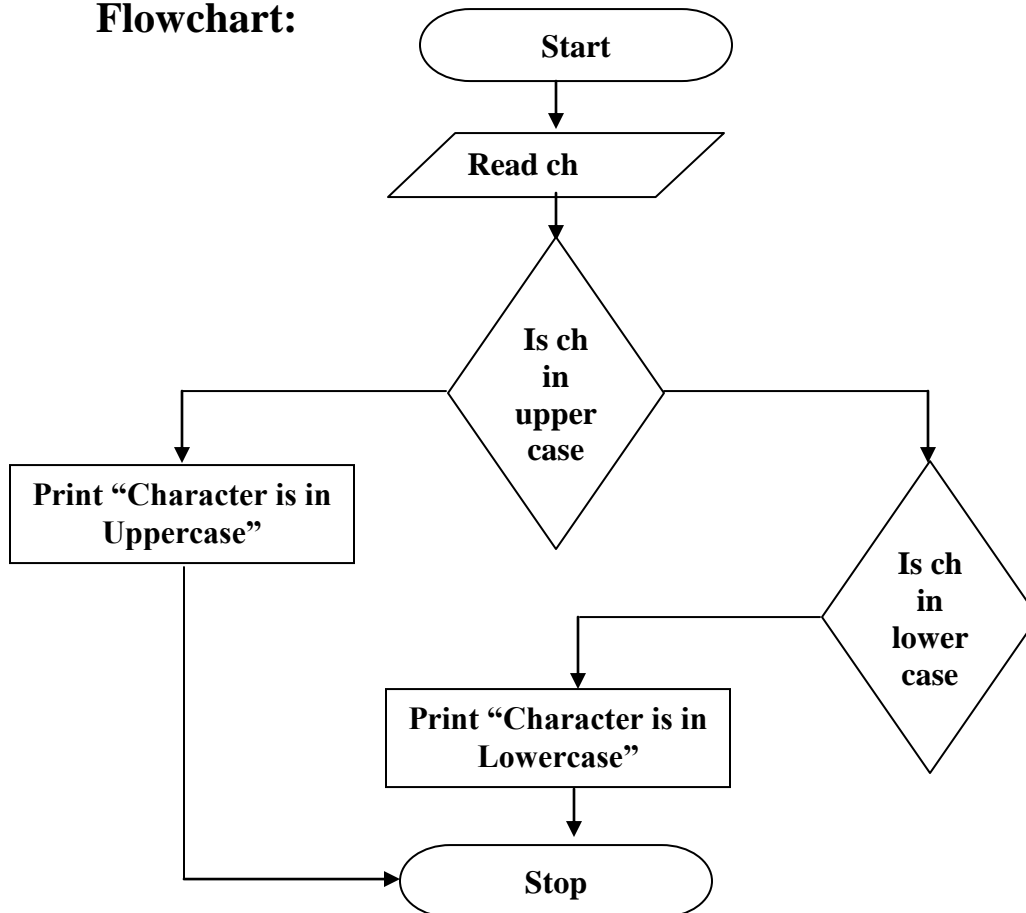 Flowchart:
Start
Read ch
Is ch
in
upper
case
Print “Character is in
Uppercase”
Is ch
in
lower
case
Print “Character is in
Lowercase”
Stop